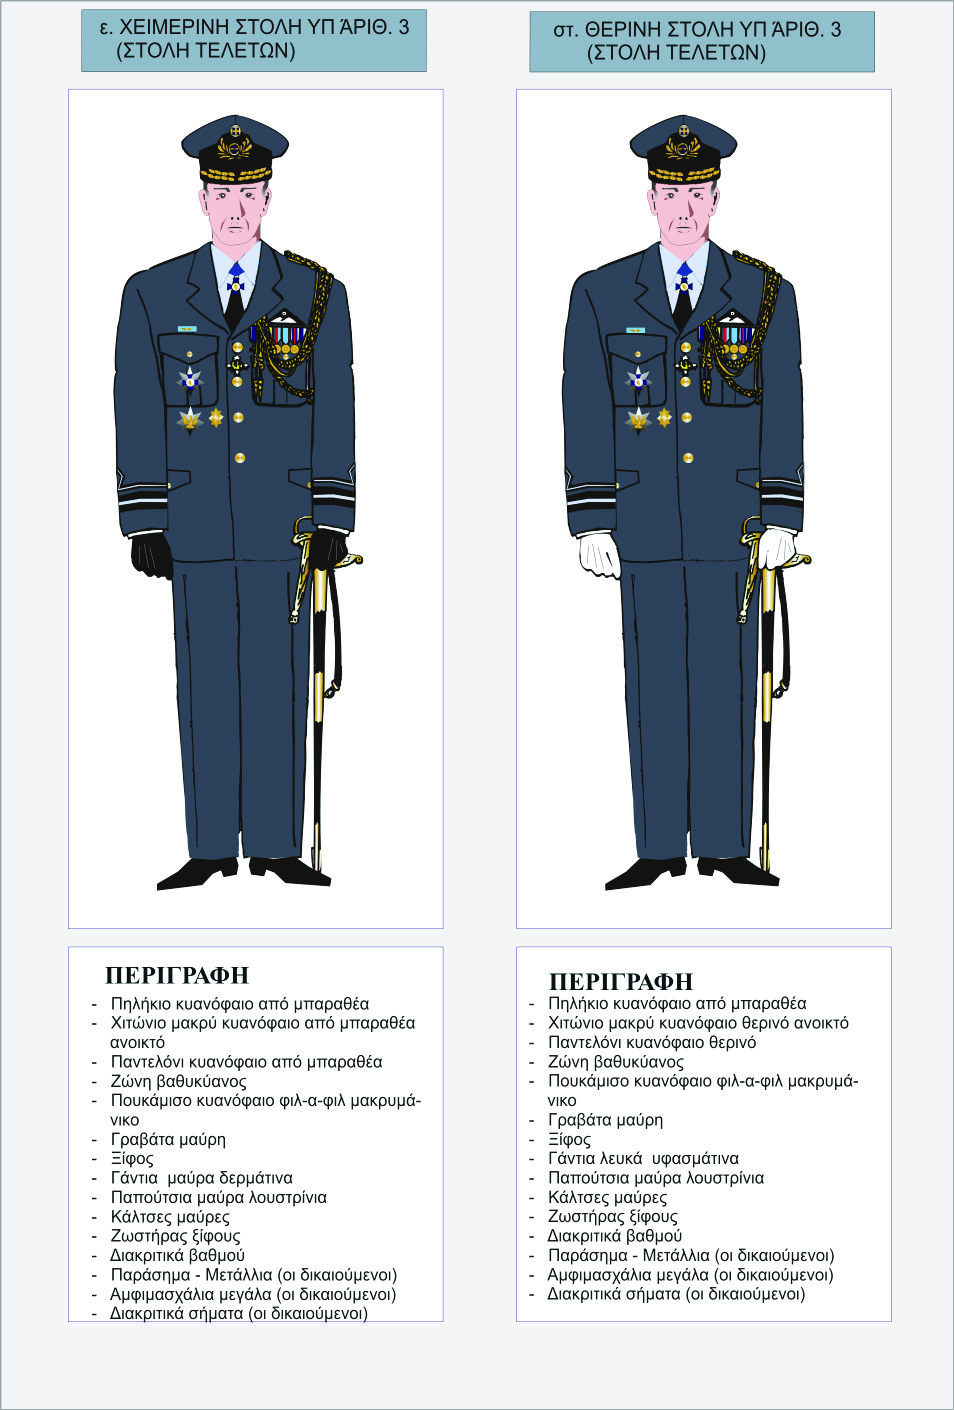 ε. ΧΕΙΜΕΡΙΝΗ ΣΤΟΛΗ ΥΠ ΆΡΙΘ. 3
(ΣΤΟΛΗ ΤΕΛΕΤΩΝ)
ΠΕΡΙΓΡΑΦΗ
- Πηλήκιο κυανόφαιο από μπαραθέα
- Χιτώνιο μακρύ κυανόφαιο από μπαραθέα
ανοικτό
- Παντελόνι κυανόφαιο από μπαραθέα
- Ζώνη βαθυκύανος
- Πουκάμισο κυανόφαιο φιλ-α-φιλ μακρυμά-
νικο
- Γραβάτα μαύρη
- Ξίφος
- Γάντια μαύρα δερμάτινα
- Παπούτσια μαύρα λουστρίνια
- Κάλτσες μαύρες
- Ζωστήρας ξίφους
- Διακριτικά βαθμού
- Παράσημα - Μετάλλια (οι δικαιούμενοι)
- Αμφιμασχάλια μεγάλα (οι δικαιούμενοι)
- Διακριτικά σήματα (οι δικαιούμενοι)
στ. ΘΕΡΙΝΗ ΣΤΟΛΗ ΥΠ ΆΡΙΘ. 3
(ΣΤΟΛΗ ΤΕΛΕΤΩΝ)
ΠΕΡΙΓΡΑΦΗ
- Πηλήκιο κυανόφαιο από μπαραθέα
- Χιτώνιο μακρύ κυανόφαιο θερινό ανοικτό
- Παντελόνι κυανόφαιο θερινό
- Ζώνη βαθυκύανος
- Πουκάμισο κυανόφαιο φιλ-α-φιλ μακρυμά-
νικο
- Γραβάτα μαύρη
- Ξίφος
- Γάντια λευκά υφασμάτινα
- Παπούτσια μαύρα λουστρίνια
- Κάλτσες μαύρες
- Ζωστήρας ξίφους
- Διακριτικά βαθμού
- Παράσημα - Μετάλλια (οι δικαιούμενοι)
- Αμφιμασχάλια μεγάλα (οι δικαιούμενοι)
- Διακριτικά σήματα (οι δικαιούμενοι)